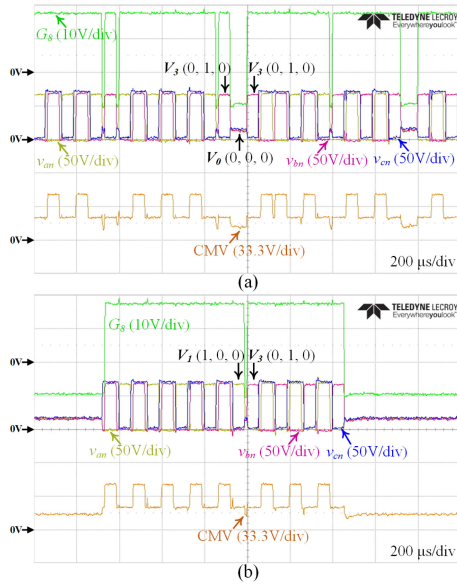 G8 (10V/div)
TELEDYNE LECROY
Everywhereyoulook™
0V
V3 (0, 1, 0) V3 (0, 1, 0)
0V
van (50V/div) V0 (0, 0, 0) vbn (50V/div) vcn (50V/div)
CMV (33.3V/div)
0V
200 μs/div
(a)
G8 (10V/div)
TELEDYNE LECROY
Everywhereyoulook™
0V
V1 (1, 0, 0) V3 (0, 1, 0)
0V
van (50V/div) vbn (50V/div) vcn (50V/div)
CMV (33.3V/div)
0V
200 μs/div
(b)